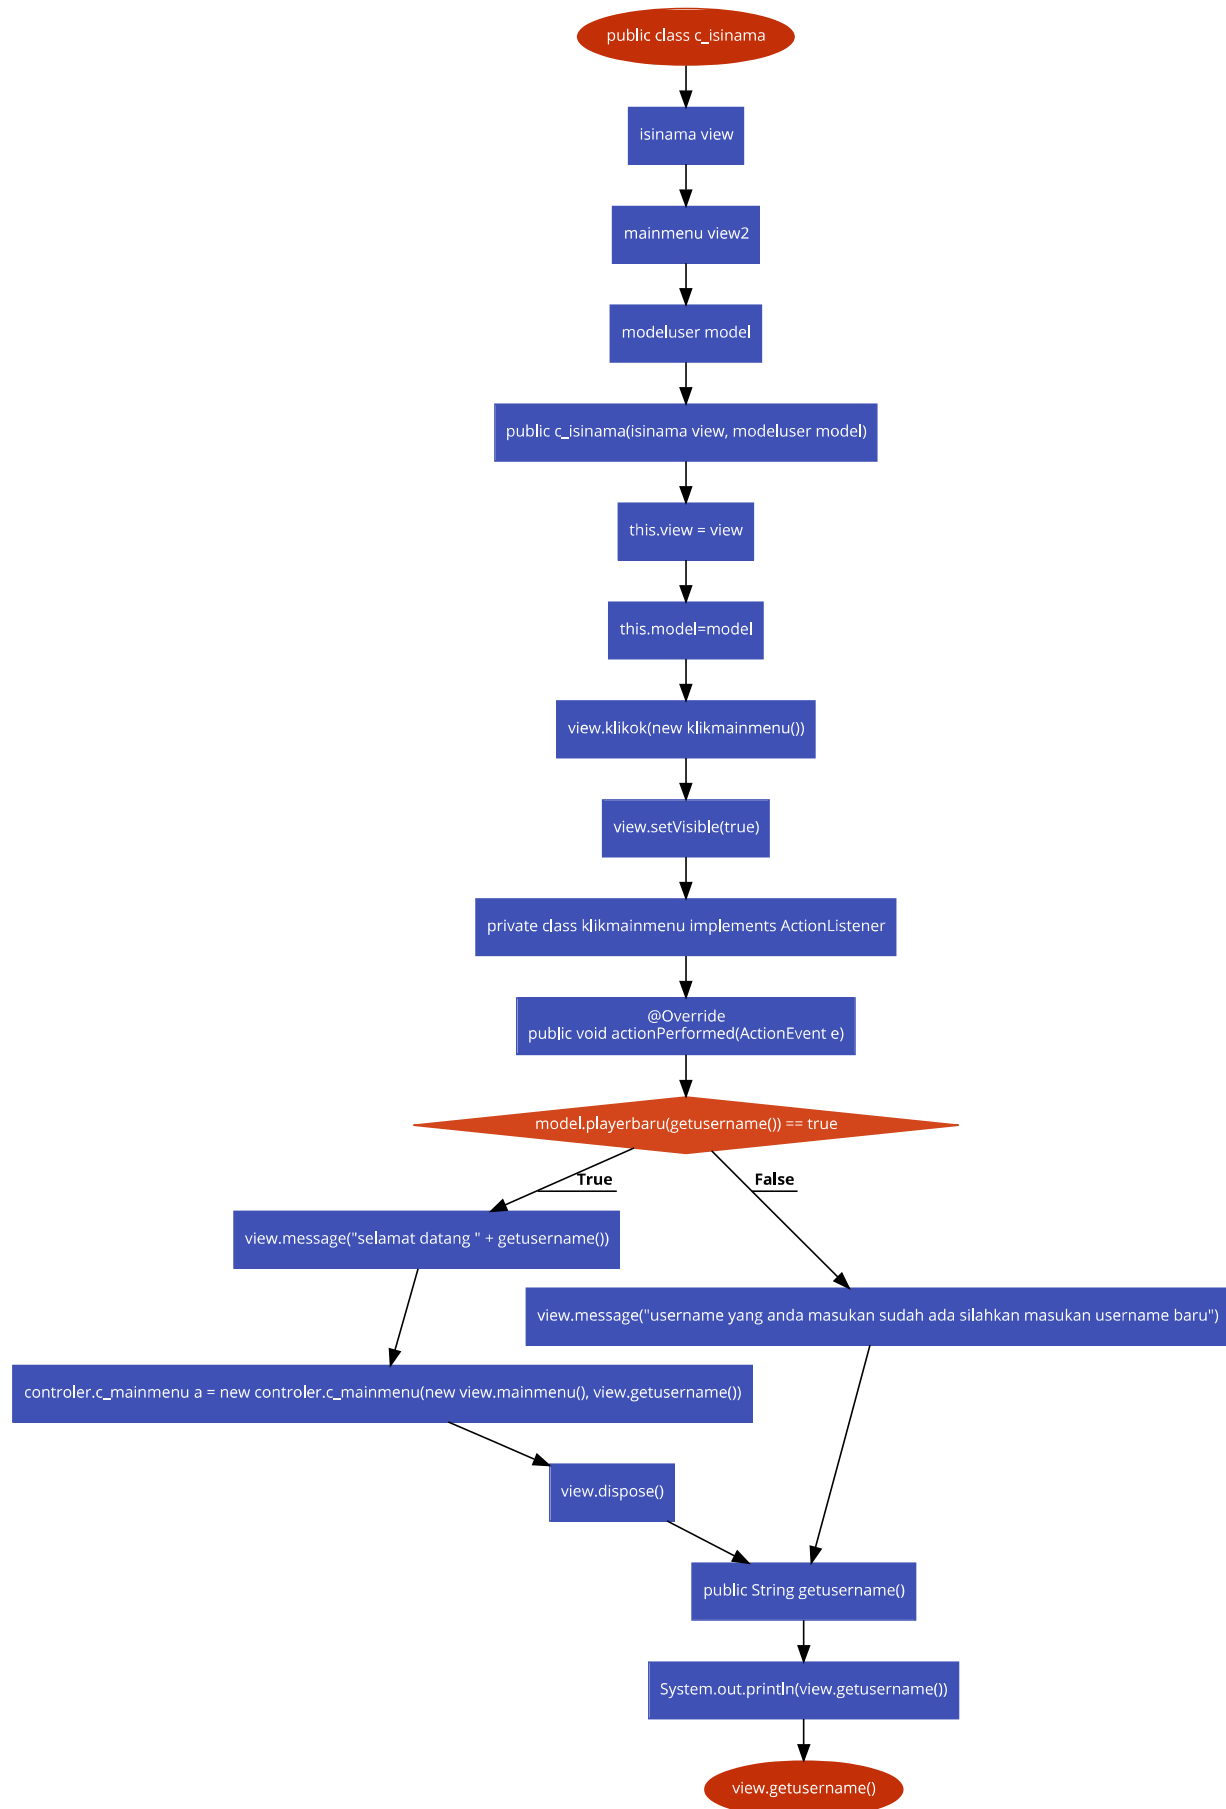 public class c_isinama
isinama view
mainmenu view2
modeluser model
public c_isinama(isinama view, modeluser model)
this.view = view
this.model=model
view.klikok(new klikmainmenu())
view.setVisible(true)
private class klikmainmenu implements ActionListener
@Override
public void actionPerformed(ActionEvent e)
model.playerbaru(getusername()) == true
True
False
view.message("selamat datang " + getusername())
view.message("username yang anda masukan sudah ada silahkan masukan username baru")
controler.c_mainmenu a = new controler.c_mainmenu(new view.mainmenu(), view.getusername())
view.dispose()
public String getusername()
System.out.println(view.getusername())
view.getusername()